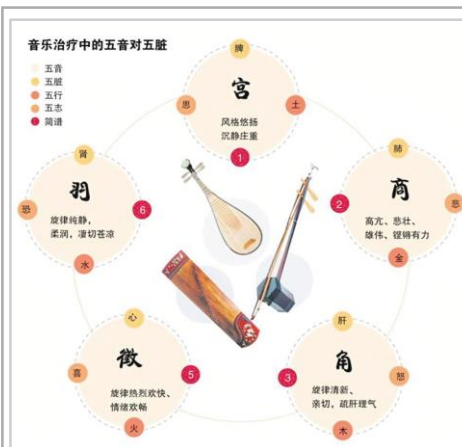 音乐治疗中的五音对五脏
五音
五脏
五行
五志
简谱
脾
思
土
宫
风格悠扬
沉静庄重
1
肺
悲
金
2
商
高亢、悲壮、
雄伟、铿锵有力
肝
怒
木
3
角
旋律清新、
亲切，疏肝理气
心
喜
火
5
徵
旋律热烈欢快、
情绪欢畅
肾
恐
水
6
羽
旋律纯静，
柔润，凄切苍凉